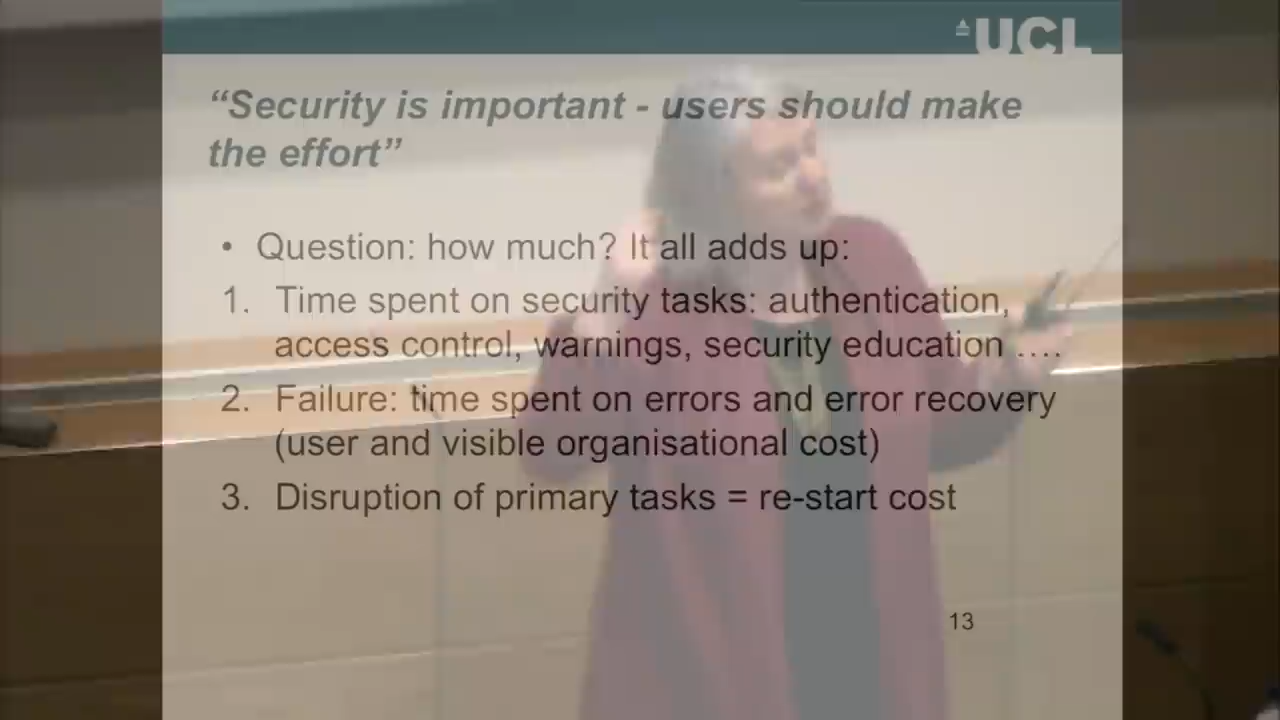 UCL
“Security is important - users should make
the effort”
• Question: how much? It all adds up:
1. Time spent on security tasks: authentication,
access control, warnings, security education ….
2. Failure: time spent on errors and error recovery
(user and visible organisational cost)
3. Disruption of primary tasks = re-start cost
13